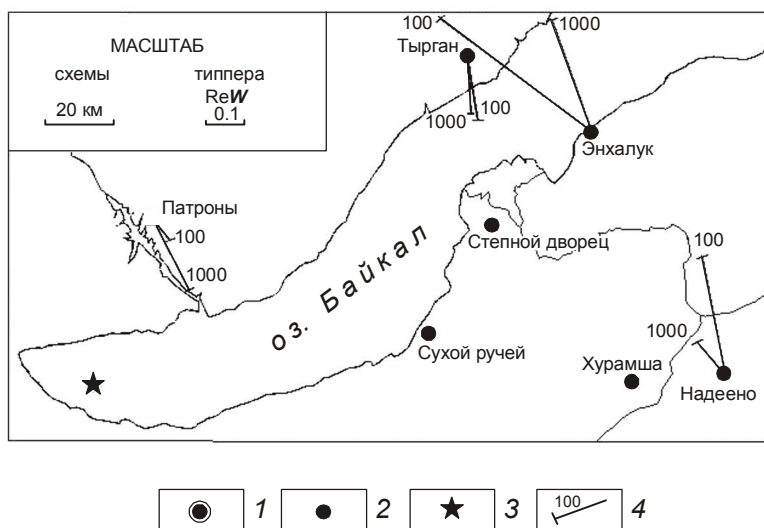 МАСШТАБ
схемы типпера
ReW
20 км 0.1
100
1000
Тырган
1000
100
Энхалук
Патроны
100
1000
Степной дворец
оз. Байкал
100
1000
Сухой ручей
Хурамша
Надеено
1
2
3
100
4